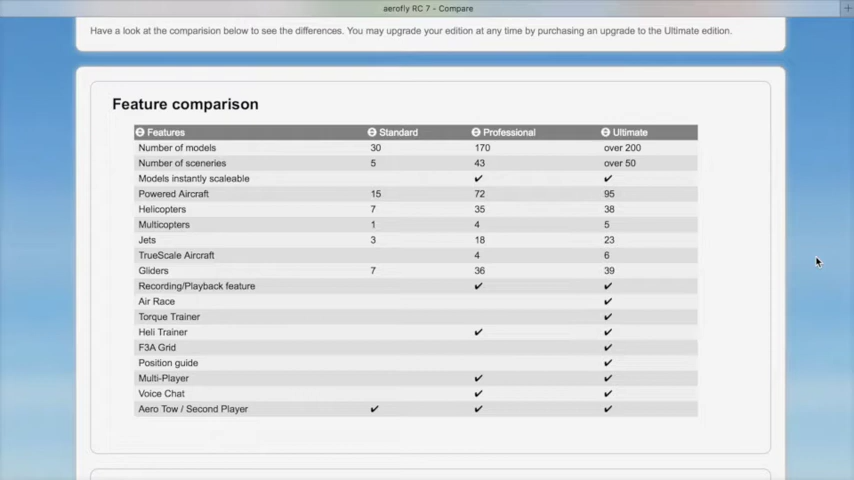 aerofly RC 7 - Compare
Have a look at the comparision below to see the differences. You may upgrade your edition at any time by purchasing an upgrade to the Ultimate edition.
Feature comparison
Features Standard Professional Ultimate
Number of models 30 170 over 200
Number of sceneries 5 43 over 50
Models instantly scaleable ✔ ✔
Powered Aircraft 15 72 95
Helicopters 7 35 38
Multicopters 1 4 5
Jets 3 18 23
TrueScale Aircraft 4 6
Gliders 7 36 39
Recording/Playback feature ✔ ✔
Air Race ✔
Torque Trainer ✔
Heli Trainer ✔ ✔
F3A Grid ✔
Position guide ✔
Multi-Player ✔ ✔
Voice Chat ✔ ✔
Aero Tow / Second Player ✔ ✔ ✔